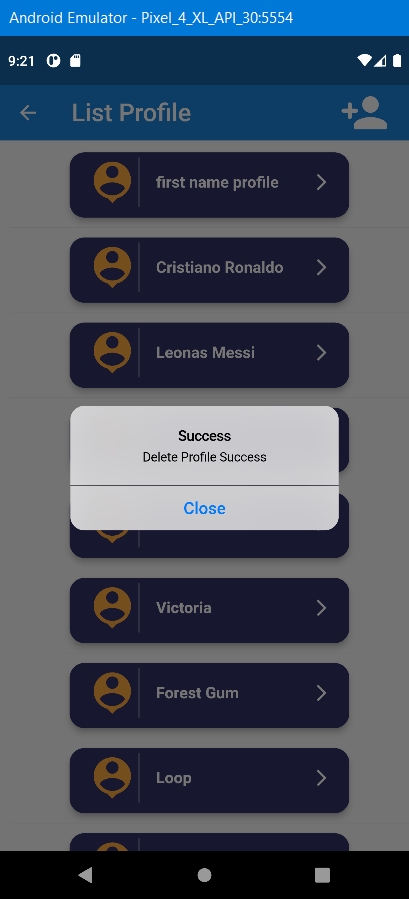 Android Emulator - Pixel_4_XL_API_30:5554
9:21
List Profile
first name profile
Cristiano Ronaldo
Leonas Messi
Success
Delete Profile Success
Close
Victoria
Forest Gum
Loop